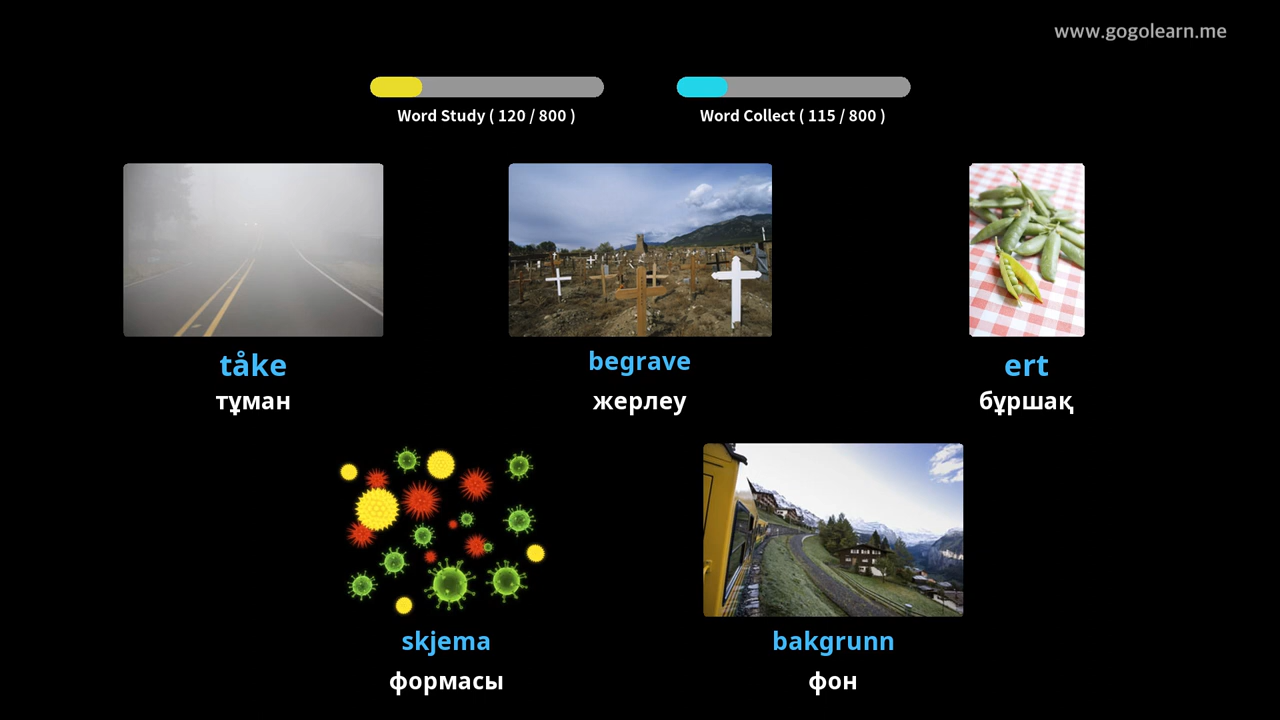 www.gogolearn.me
Word Study ( 120 / 800 )
Word Collect ( 115 / 800 )
tåke
тұман
begrave
жерлеу
ert
бұршақ
skjema
формасы
bakgrunn
фон